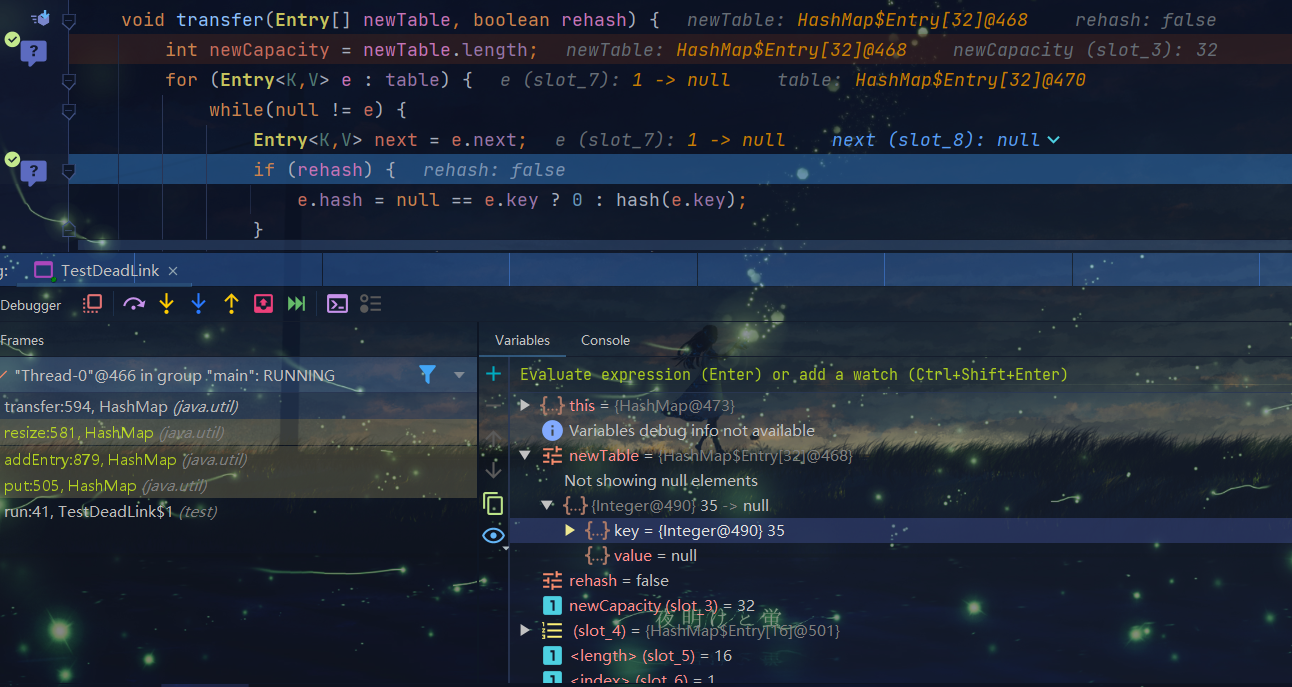 void transfer(Entry[] newTable, boolean rehash) { newTable: HashMap$Entry[32]@468 rehash: false
int newCapacity = newTable.length; newTable: HashMap$Entry[32]@468 newCapacity (slot_3): 32
for (Entry<K,V> e : table) { e (slot_7): 1 -> null table: HashMap$Entry[32]@470
while(null != e) {
Entry<K,V> next = e.next; e (slot_7): 1 -> null next (slot_8): null
if (rehash) { rehash: false
e.hash = null == e.key ? 0 : hash(e.key);
}
g: TestDeadLink ×
Debugger
Frames
"Thread-0"@466 in group "main": RUNNING
transfer:594, HashMap (java.util)
resize:581, HashMap (java.util)
addEntry:879, HashMap (java.util)
put:505, HashMap (java.util)
run:41, TestDeadLink$1 (test)
Variables Console
Evaluate expression (Enter) or add a watch (Ctrl+Shift+Enter)
this = {HashMap@473}
Variables debug info not available
newTable = {HashMap$Entry[32]@468}
Not showing null elements
{Integer@490} 35 -> null
key = {Integer@490} 35
value = null
rehash = false
newCapacity (slot_3) = 32
夜明けと蛍
(slot_4) = {HashMap$Entry[16]@501}
<length> (slot_5) = 16
<index> (slot_6) = 1